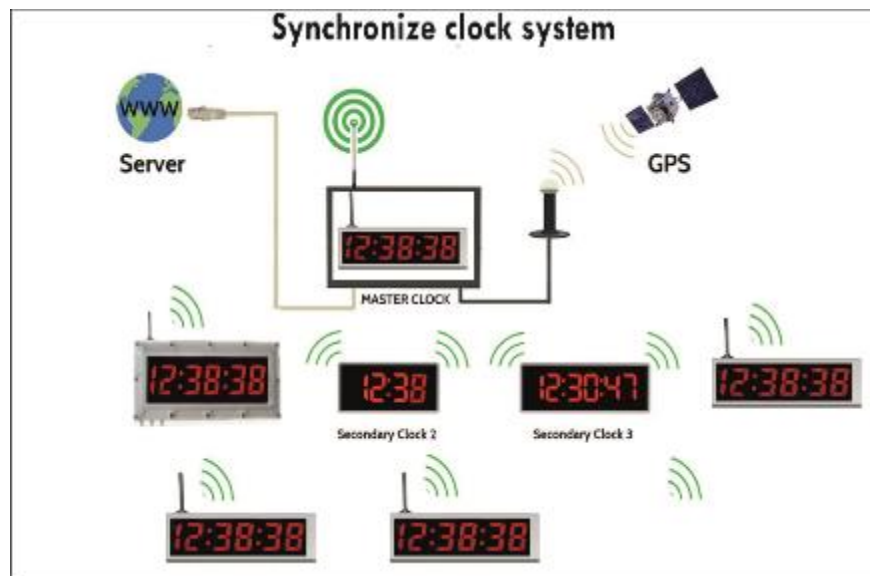 Synchronize clock system
WWW
Server
GPS
12:38:38
MASTER CLOCK
12:38:38
12:38
12:30:47
12:38:38
Secondary Clock 2
Secondary Clock 3
12:38:38
12:38:38